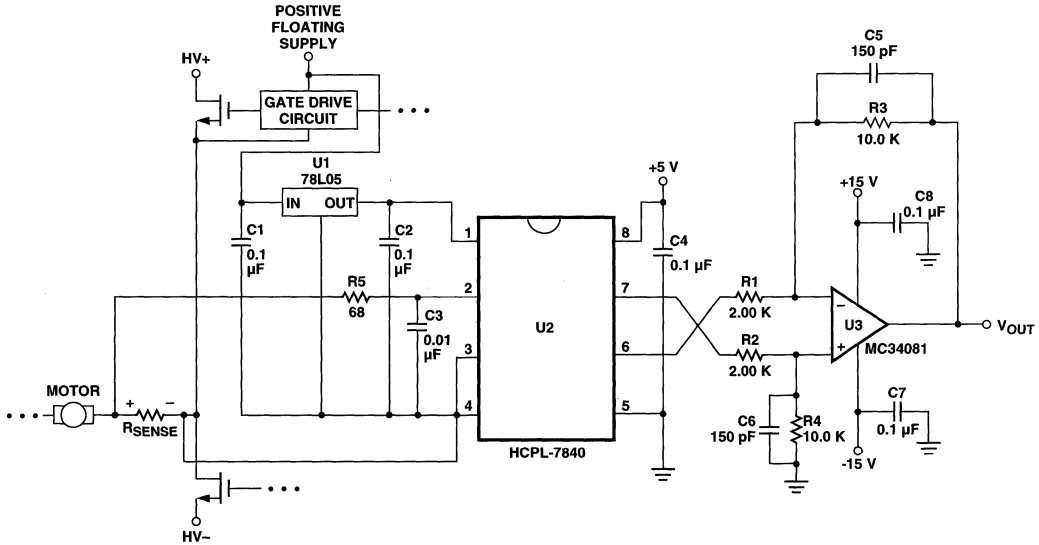 POSITIVE
FLOATING
SUPPLY
HV+
GATE DRIVE
CIRCUIT
U1
78L05
IN OUT
C1
0.1
µF
C2
0.1
µF
R5
68
C3
0.01
µF
MOTOR
+ –
RSENSE
HV–
1
2
3
4
U2
8
7
6
5
HCPL-7840
+5 V
C4
0.1 µF
R1
2.00 K
R2
2.00 K
C5
150 pF
R3
10.0 K
+15 V
C8
0.1 µF
–
U3
+
MC34081
VOUT
C6
150 pF
R4
10.0 K
C7
0.1 µF
-15 V